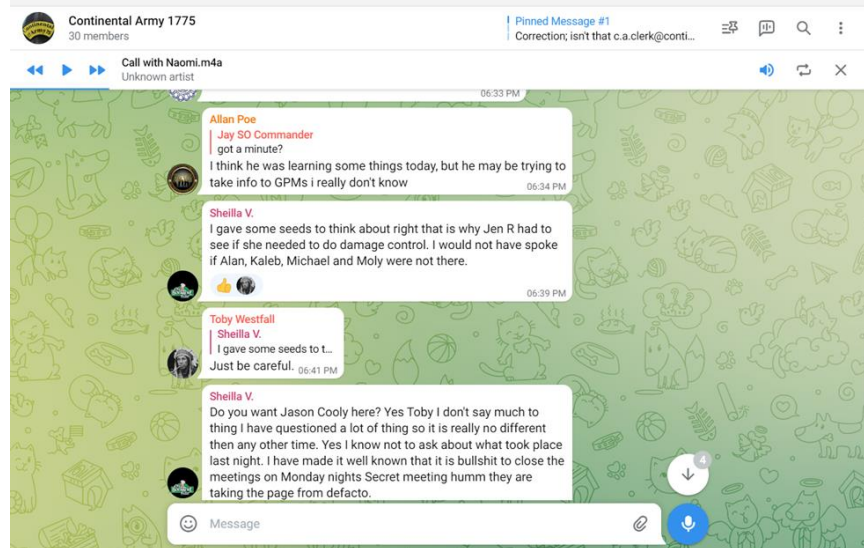 Continental Army 1775
30 members
Pinned Message #1
Correction; isn't that c.a.clerk@conti...
Call with Naomi.m4a
Unknown artist
06:33 PM
Allan Poe
Jay SO Commander
got a minute?
I think he was learning some things today, but he may be trying to
take info to GPMs i really don't know
06:34 PM
Sheilla V.
I gave some seeds to think about right that is why Jen R had to
see if she needed to do damage control. I would not have spoke
if Alan, Kaleb, Michael and Moly were not there.
06:39 PM
Toby Westfall
Sheilla V.
I gave some seeds to t...
Just be careful. 06:41 PM
Sheilla V.
Do you want Jason Cooly here? Yes Toby I don't say much to
thing I have questioned a lot of thing so it is really no different
then any other time. Yes I know not to ask about what took place
last night. I have made it well known that it is bullshit to close the
meetings on Monday nights Secret meeting humm they are
taking the page from defacto.
4
Message